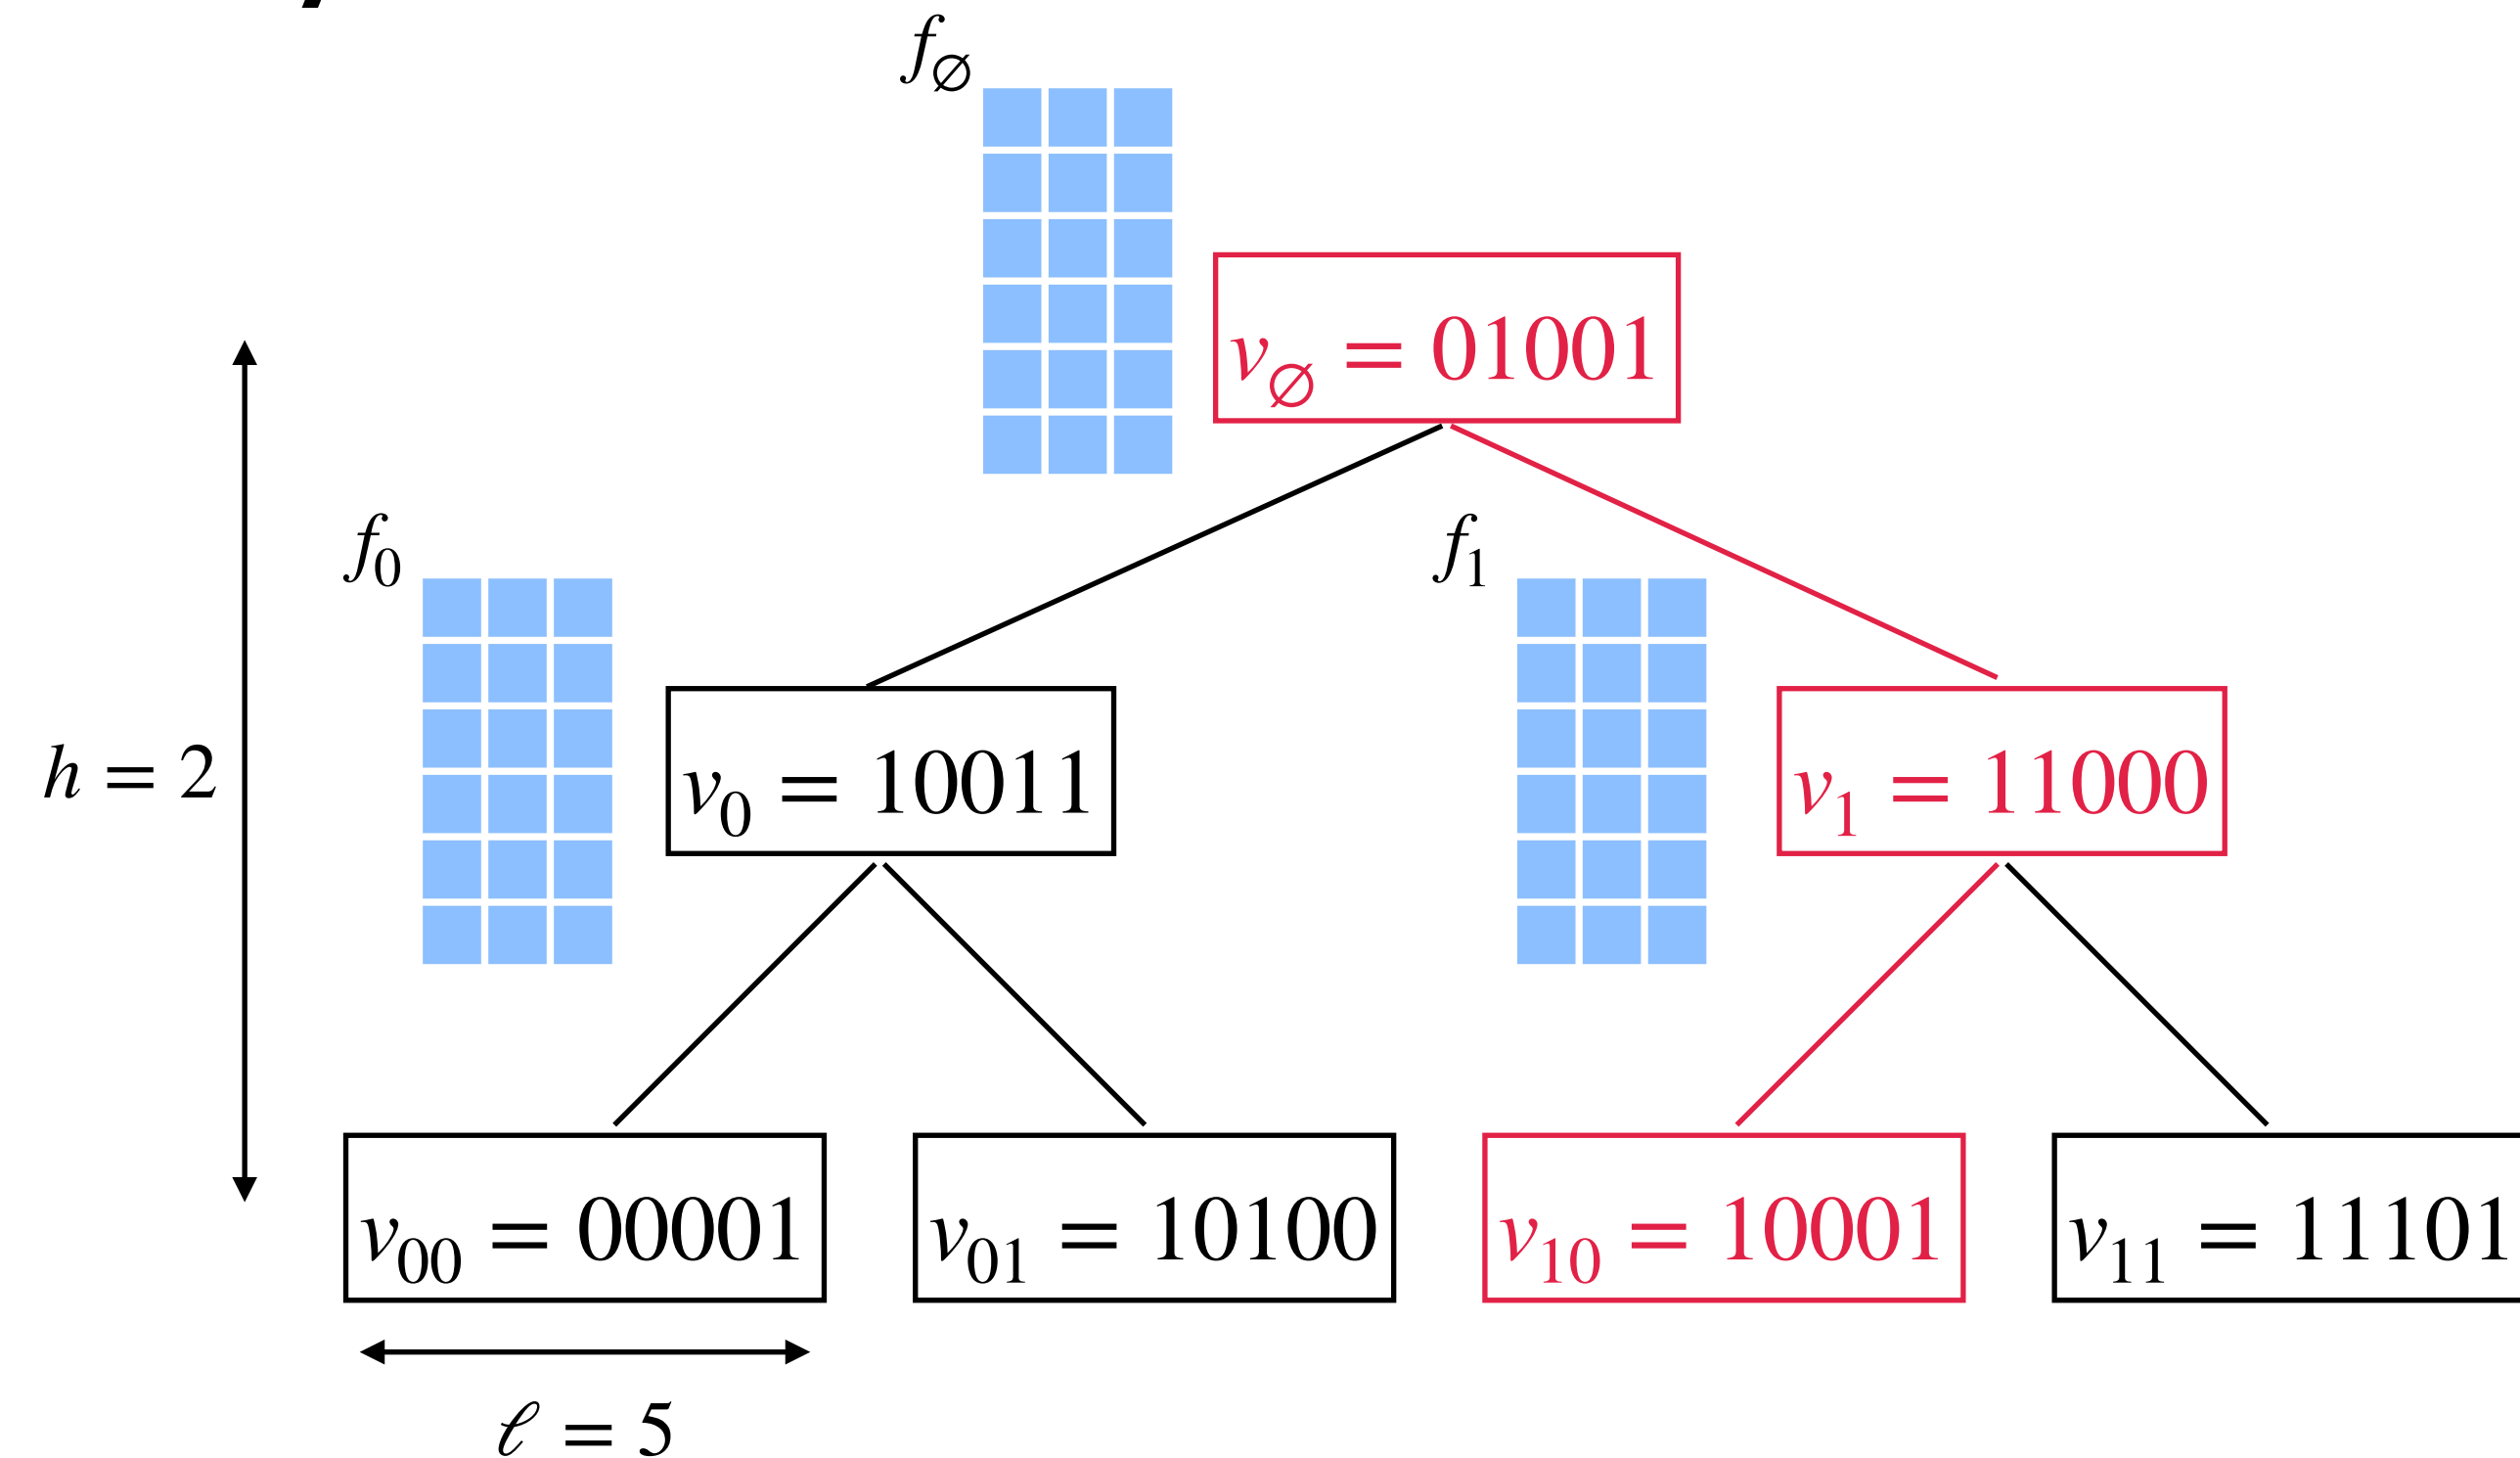 f∅
v∅ = 01001
f0
f1
h = 2
v0 = 10011
v1 = 11000
v00 = 00001
v01 = 10100
v10 = 10001
v11 = 11101
ℓ = 5